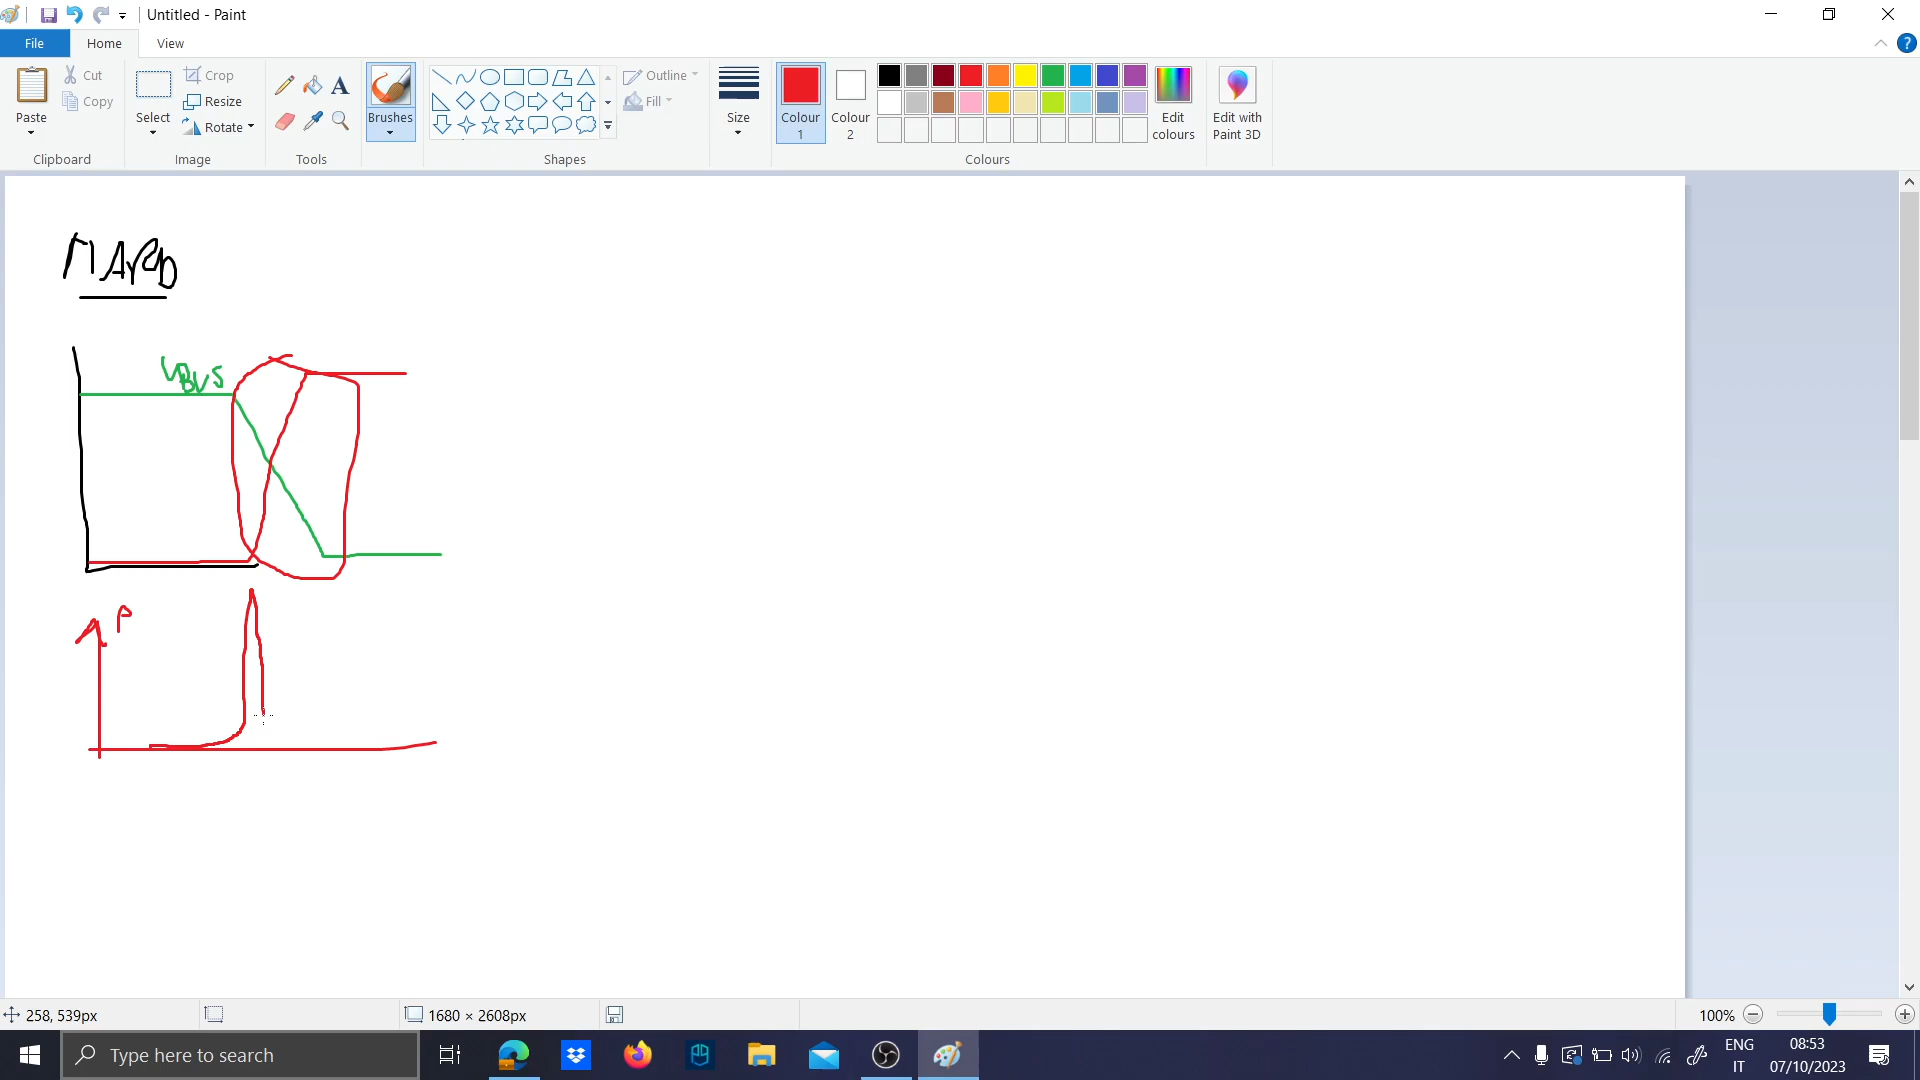 Untitled - Paint
File Home View
Paste
Cut
Copy
Clipboard
Select
Crop
Resize
Rotate
Image
Tools
Brushes
Shapes
Outline
Fill
Size
Colour 1
Colour 2
Colours
Edit colours
Edit with Paint 3D
VBUS
P
258, 539px
1680 × 2608px
100%
Type here to search
ENG
IT
08:53
07/10/2023